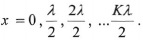 x = 0, λ/2, 2λ/2, ...Kλ/2.